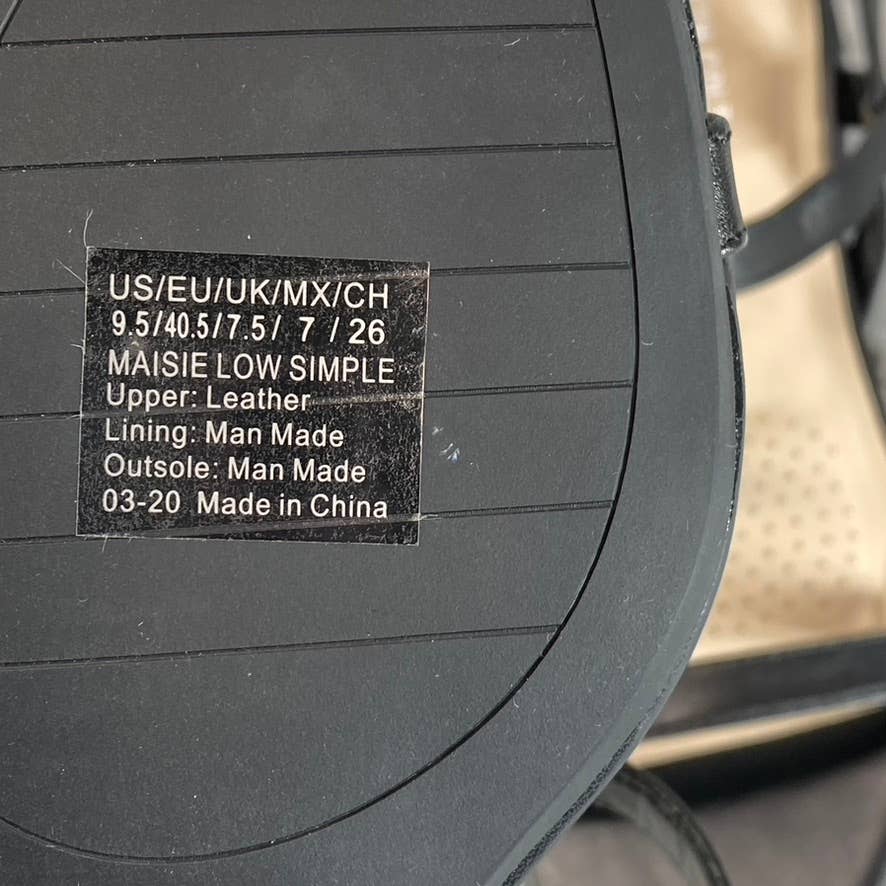 US/EU/UK/MX/CH
9.5/40.5/7.5/ 7 / 26
MAISIE LOW SIMPLE
Upper: Leather
Lining: Man Made
Outsole: Man Made
03-20 Made in China